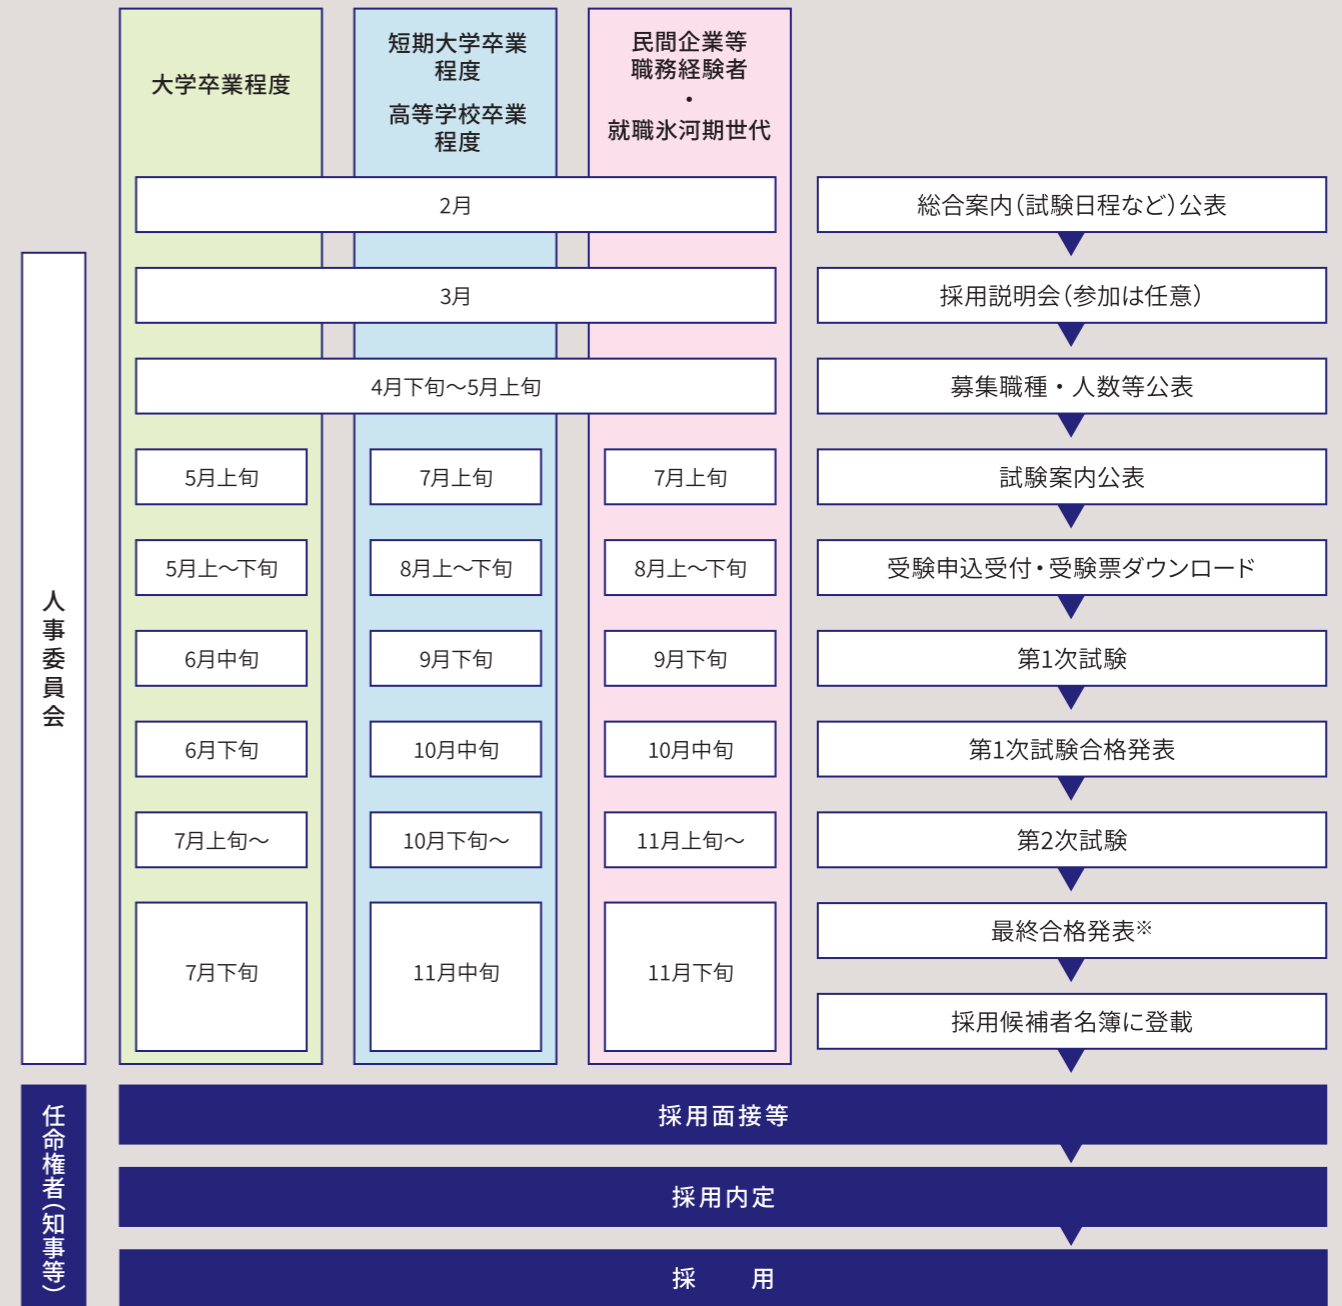 大学卒業程度
短期大学卒業
程度
高等学校卒業
程度
民間企業等
職務経験者
・
就職氷河期世代
2月
総合案内(試験日程など)公表
人事委員会
3月
採用説明会(参加は任意)
4月下旬～5月上旬
募集職種・人数等公表
5月上旬
7月上旬
7月上旬
試験案内公表
5月上～下旬
8月上～下旬
8月上～下旬
受験申込受付・受験票ダウンロード
6月中旬
9月下旬
9月下旬
第1次試験
6月下旬
10月中旬
10月中旬
第1次試験合格発表
7月上旬～
10月下旬～
11月上旬～
第2次試験
7月下旬
11月中旬
11月下旬
最終合格発表※
採用候補者名簿に登載
任命権者(知事等)
採用面接等
採用内定
採　用